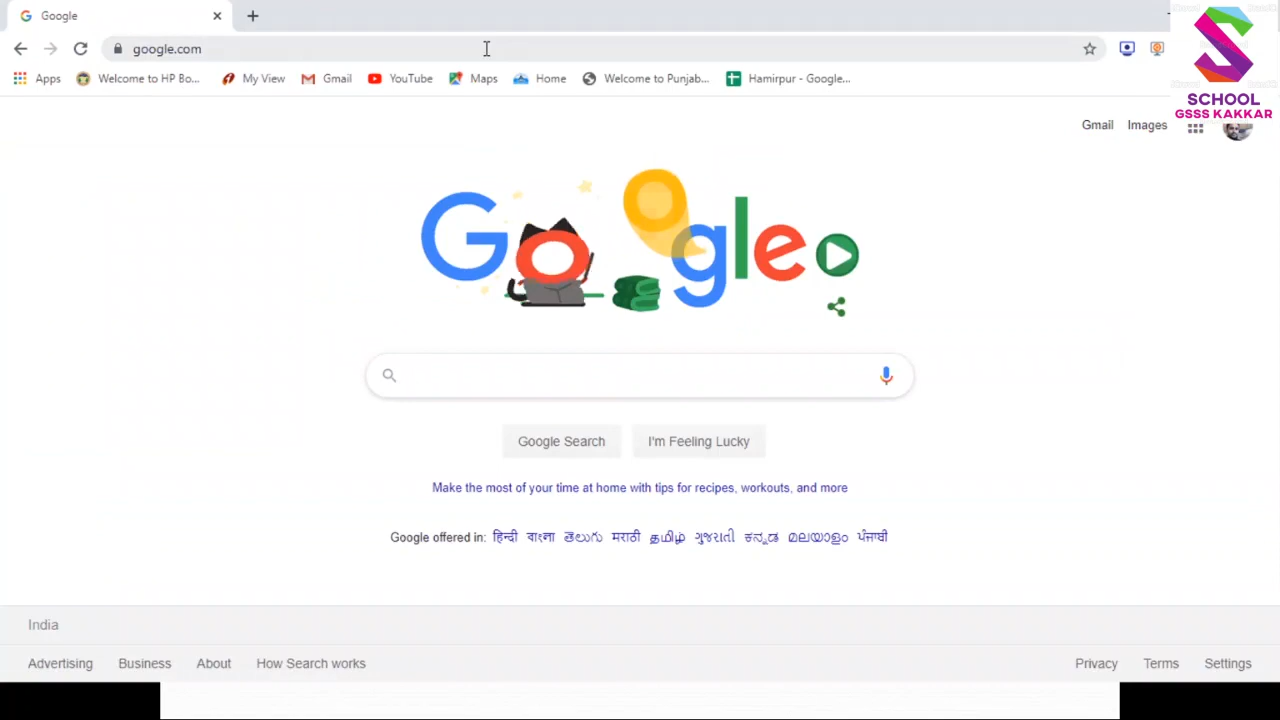 Google
google.com
Apps Welcome to HP Bo... My View Gmail YouTube Maps Home Welcome to Punjab... Hamirpur - Google...
SCHOOL
GSSS KAKKAR
Gmail Images
Google
Google Search I'm Feeling Lucky
Make the most of your time at home with tips for recipes, workouts, and more
Google offered in: हिन्दी বাংলা తెలుగు मराठी தமிழ் ગુજરાતી ಕನ್ನಡ മലയാളം ਪੰਜਾਬੀ
India
Advertising Business About How Search works Privacy Terms Settings